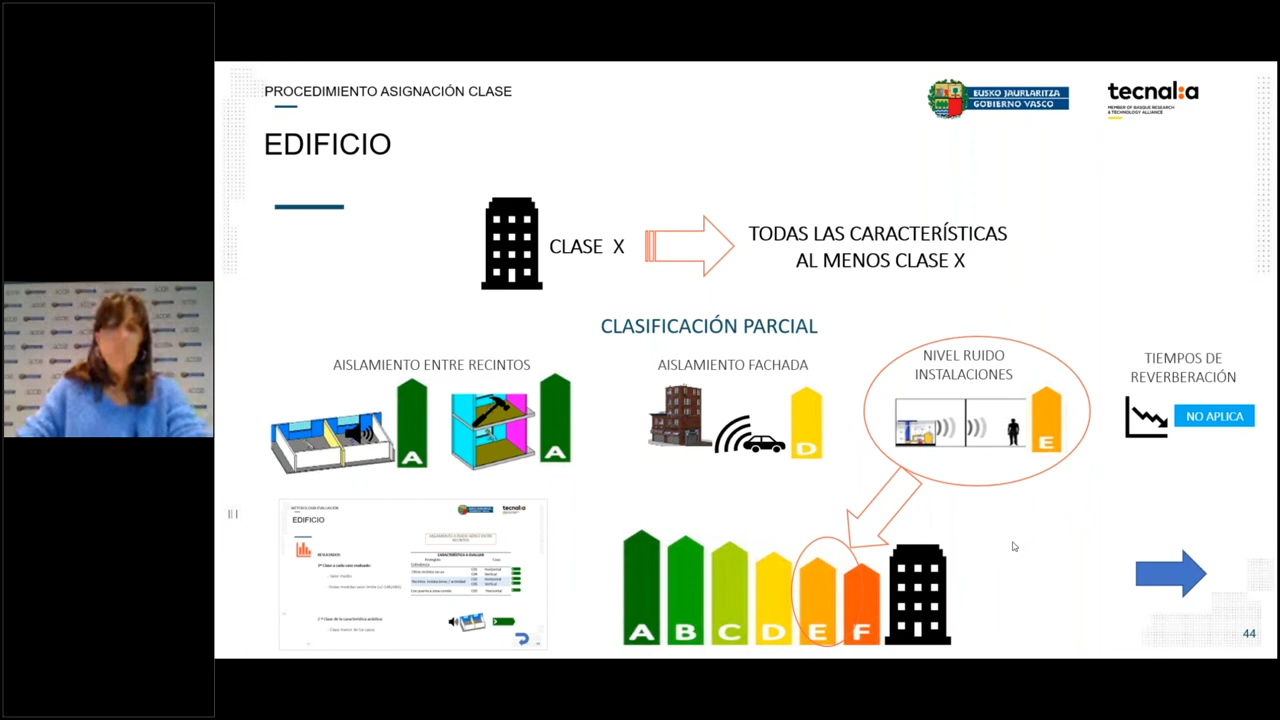 PROCEDIMIENTO ASIGNACIÓN CLASE
EUSKO JAURLARITZA
GOBIERNO VASCO
tecnal:a
MEMBER OF BASQUE RESEARCH
& TECHNOLOGY ALLIANCE
EDIFICIO
CLASE X
TODAS LAS CARACTERÍSTICAS
AL MENOS CLASE X
CLASIFICACIÓN PARCIAL
AISLAMIENTO ENTRE RECINTOS
AISLAMIENTO FACHADA
NIVEL RUIDO
INSTALACIONES
TIEMPOS DE
REVERBERACIÓN
A
A
D
E
NO APLICA
EDIFICIO
RESULTADOS
A B C D E F
44